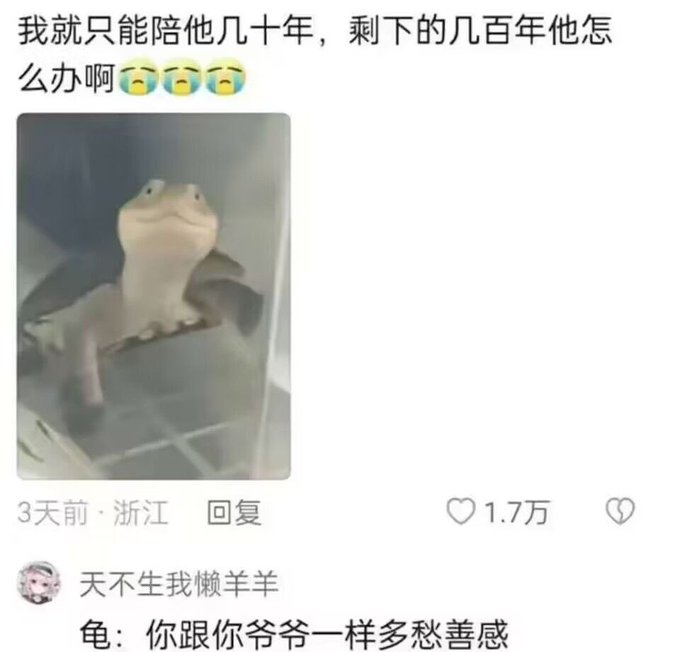 我就只能陪他几十年，剩下的几百年他怎
么办啊😭😭😭
3天前 · 浙江 回复 1.7万
天不生我懒羊羊
龟：你跟你爷爷一样多愁善感